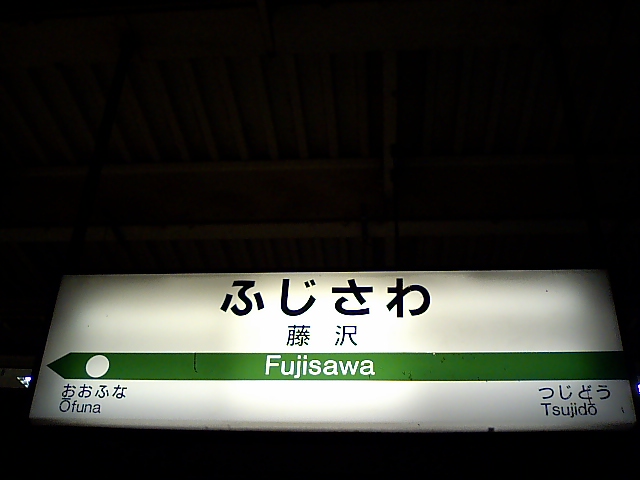 ふじさわ
藤沢
Fujisawa
おおふな つじどう
Ōfuna Tsujidō